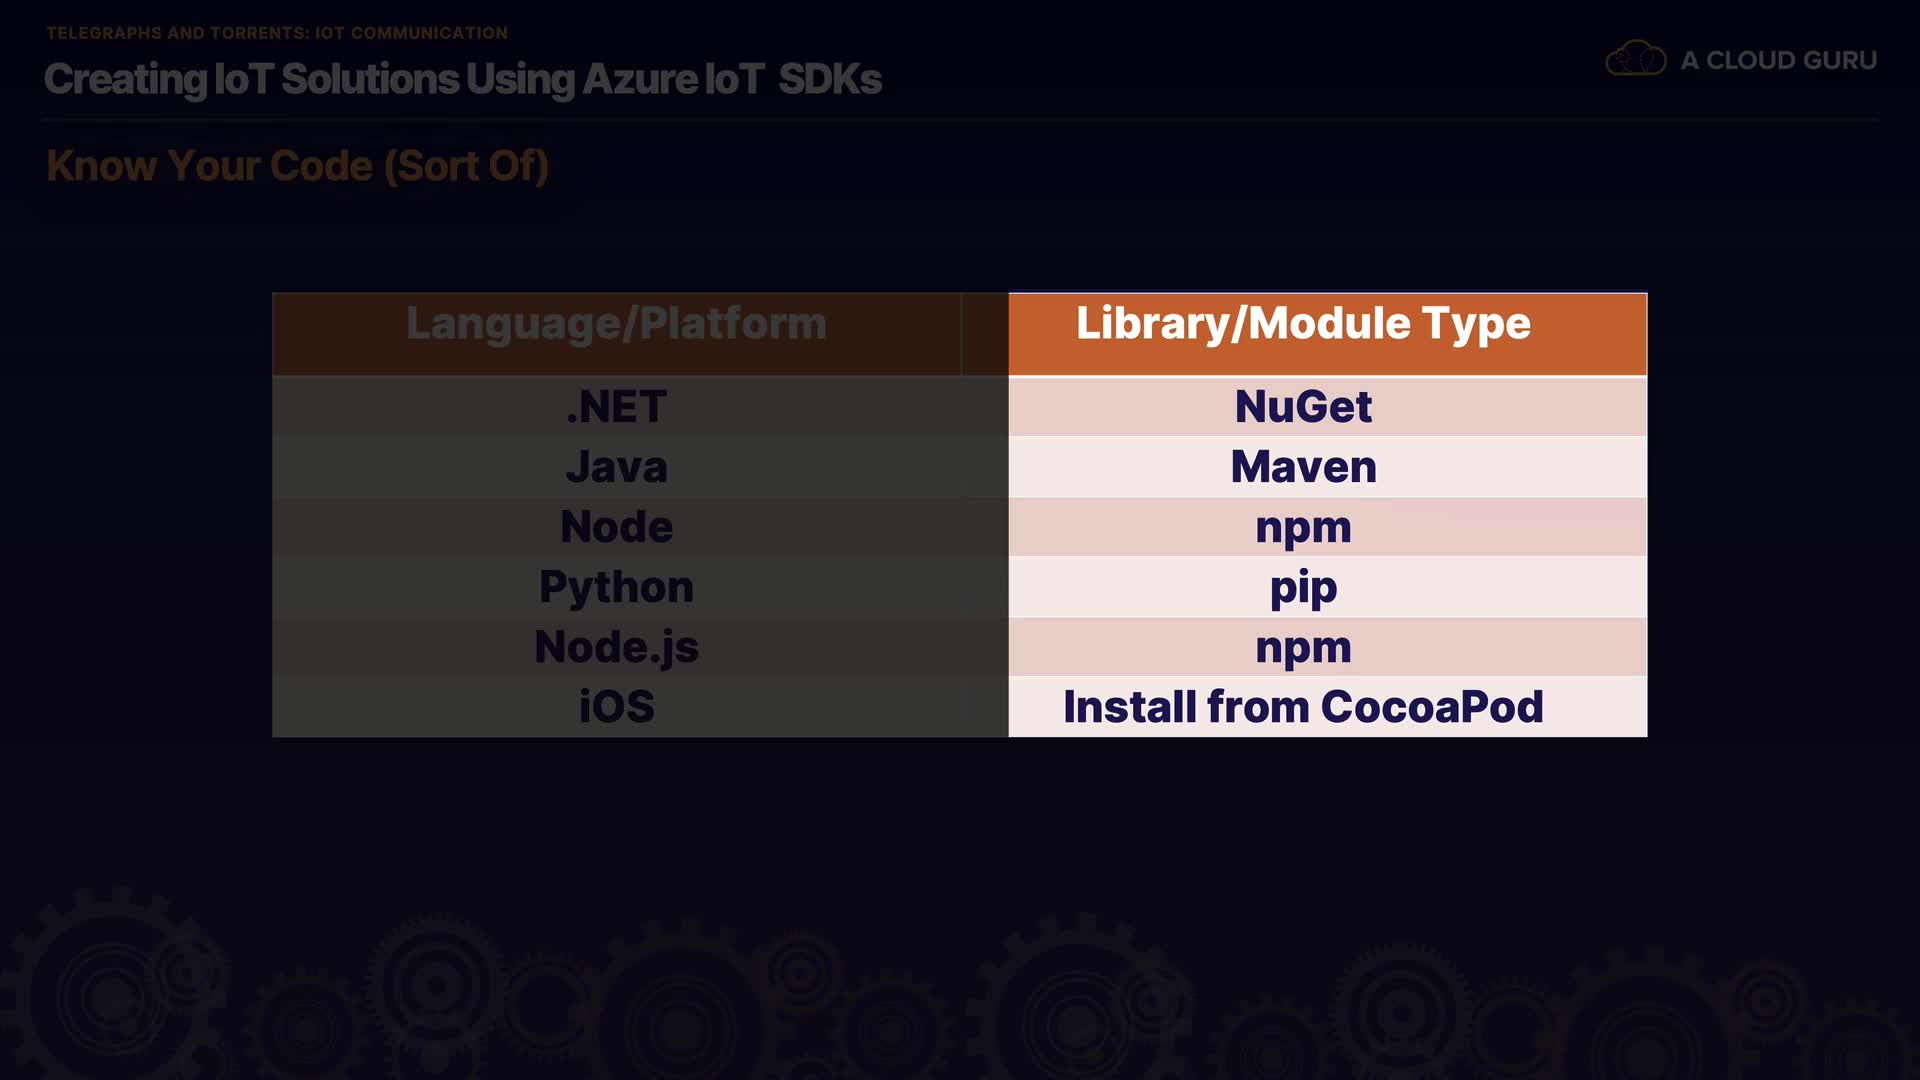 TELEGRAPHS AND TORRENTS: IOT COMMUNICATION
Creating IoT Solutions Using Azure IoT SDKs
A CLOUD GURU
Know Your Code (Sort Of)
Language/Platform Library/Module Type
.NET NuGet
Java Maven
Node npm
Python pip
Node.js npm
iOS Install from CocoaPod